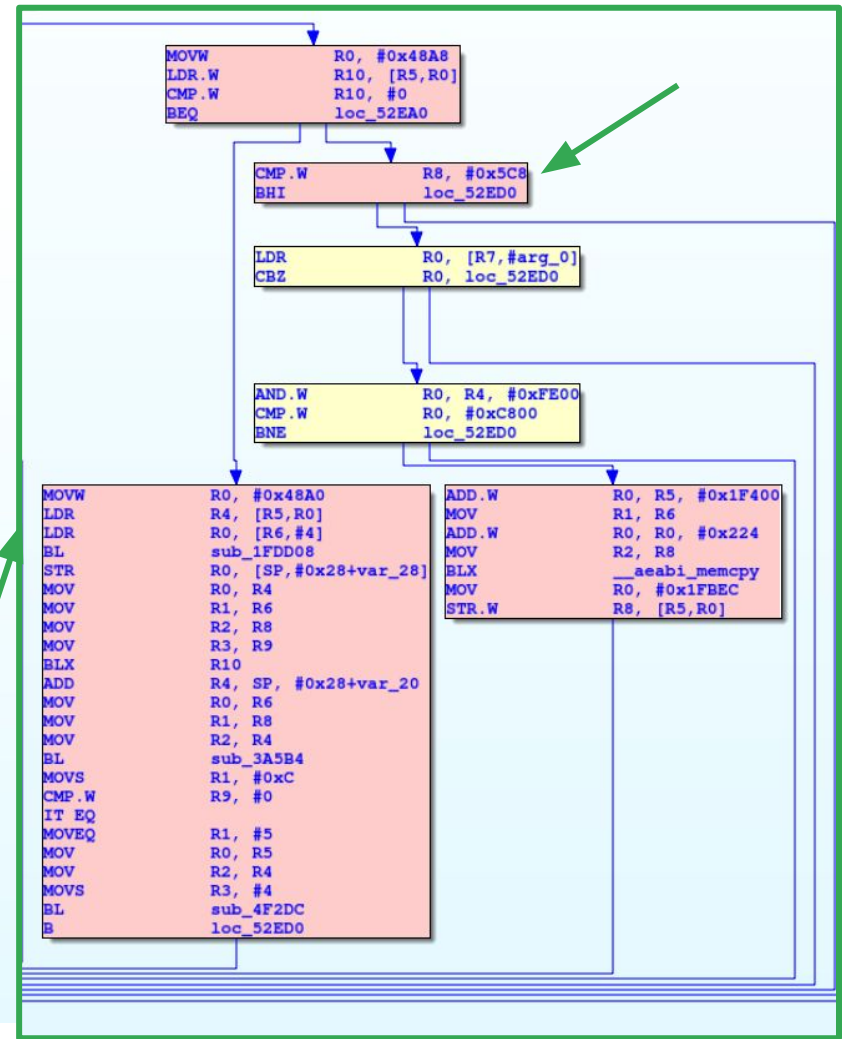 MOVW R0, #0x48A8
LDR.W R10, [R5,R0]
CMP.W R10, #0
BEQ loc_52EA0
CMP.W R8, #0x5C8
BHI loc_52ED0
LDR R0, [R7,#arg_0]
CBZ R0, loc_52ED0
AND.W R0, R4, #0xFE00
CMP.W R0, #0xC800
BNE loc_52ED0
MOVW R0, #0x48A0
LDR R4, [R5,R0]
LDR R0, [R6,#4]
BL sub_1FDD08
STR R0, [SP,#0x28+var_28]
MOV R0, R4
MOV R1, R6
MOV R2, R8
MOV R3, R9
BLX R10
ADD R4, SP, #0x28+var_20
MOV R0, R6
MOV R1, R8
MOV R2, R4
BL sub_3A5B4
MOVS R1, #0xC
CMP.W R9, #0
IT EQ
MOVEQ R1, #5
MOV R0, R5
MOV R2, R4
MOVS R3, #4
BL sub_4F2DC
B loc_52ED0
ADD.W R0, R5, #0x1F400
MOV R1, R6
ADD.W R0, R0, #0x224
MOV R2, R8
BLX __aeabi_memcpy
MOV R0, #0x1FBEC
STR.W R8, [R5,R0]